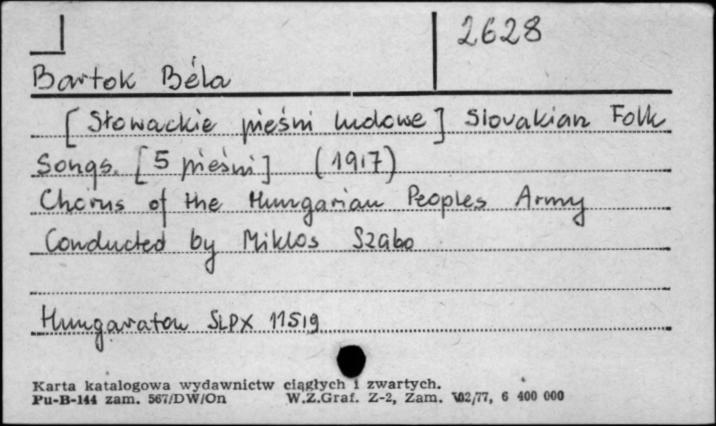 2628
Bartok Béla
[Słowackie pieśni ludowe] Slovakian Folk
Songs. [5 pieśni] (1917)
Chorus of the Hungarian Peoples Army
Conducted by Miklos Szabo
Hungaraton SLPX 11519
Karta katalogowa wydawnictw ciągłych i zwartych.
Pu-B-144 zam. 567/DW/On W.Z.Graf. Z-2, Zam. 102/77, 6 400 000